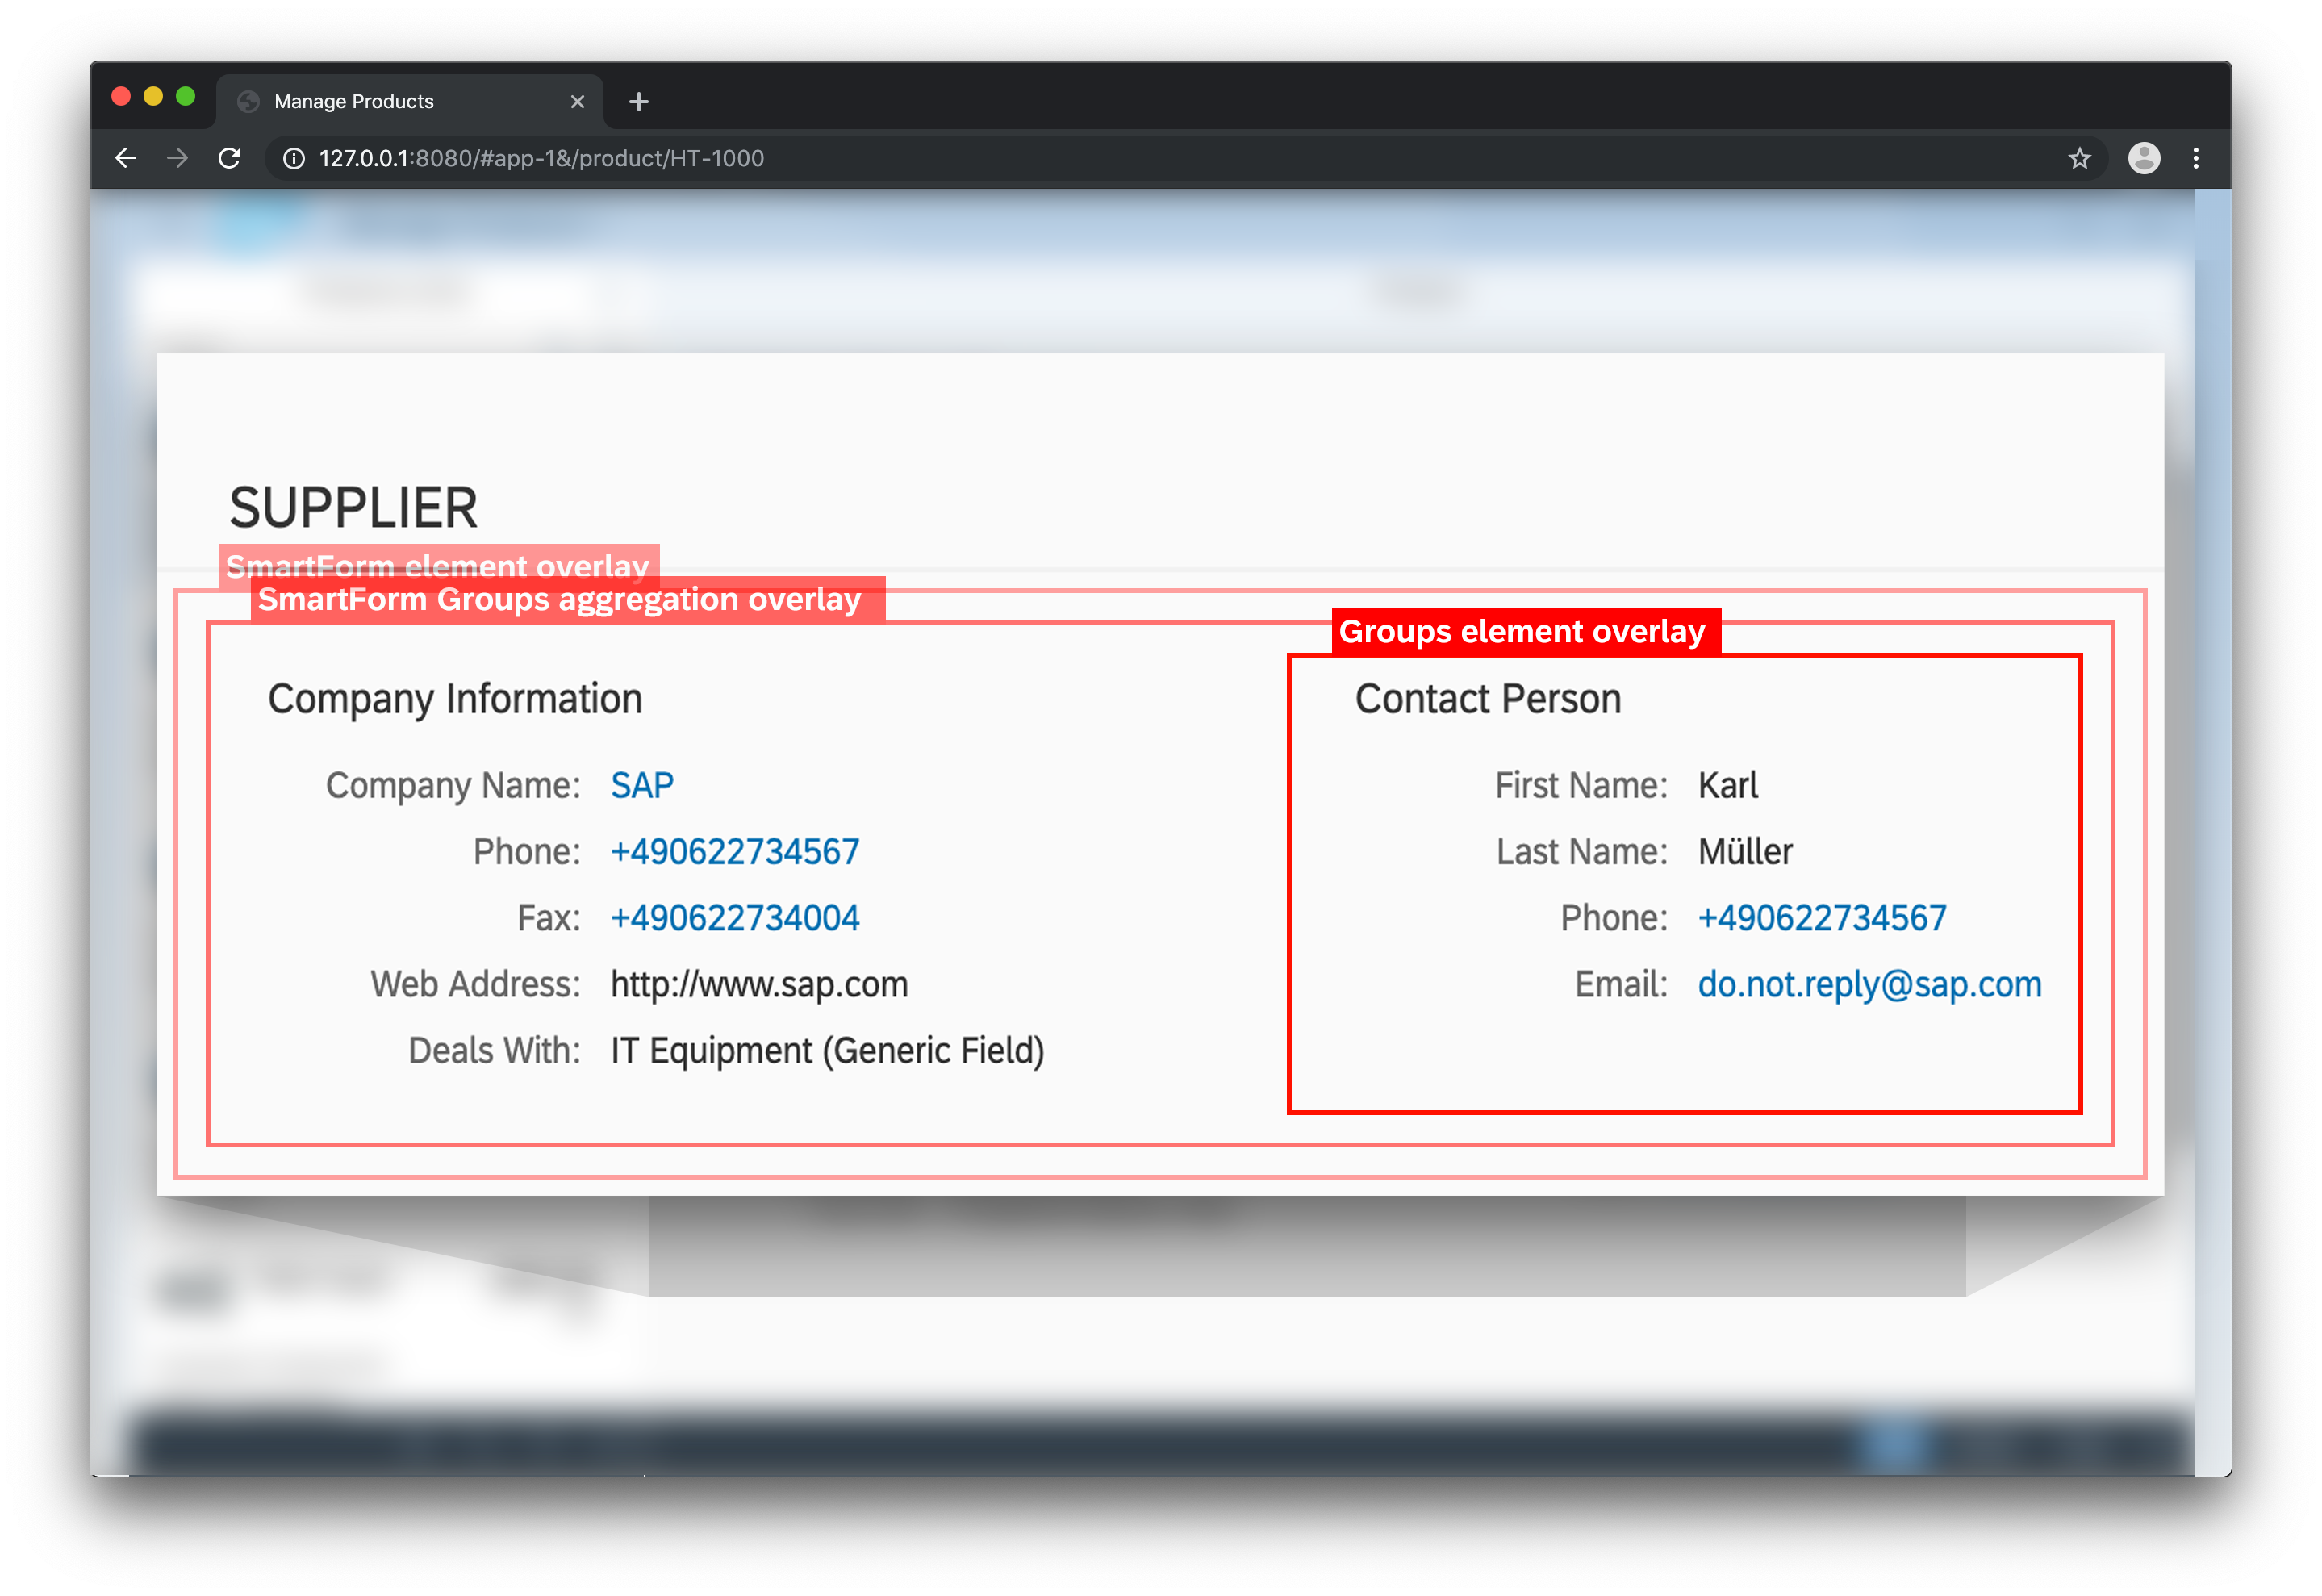 Manage Products
127.0.0.1:8080/#app-1&/product/HT-1000
SUPPLIER
SmartForm element overlay
SmartForm Groups aggregation overlay
Groups element overlay
Company Information
Company Name: SAP
Phone: +490622734567
Fax: +490622734004
Web Address: http://www.sap.com
Deals With: IT Equipment (Generic Field)
Contact Person
First Name: Karl
Last Name: Müller
Phone: +490622734567
Email: do.not.reply@sap.com